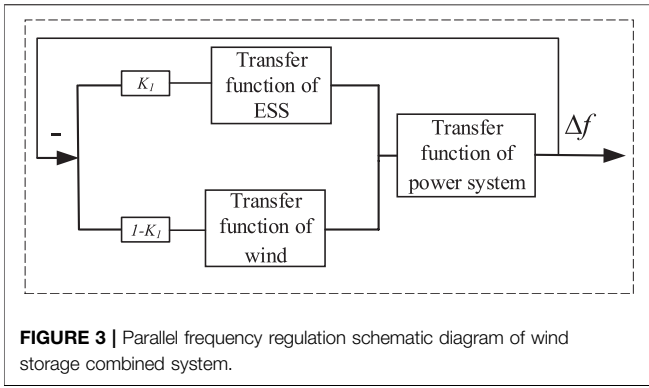 K1
Transfer
function of
ESS
-
Transfer
function of
power system
Δf
1-K1
Transfer
function of
wind
FIGURE 3 | Parallel frequency regulation schematic diagram of wind
storage combined system.